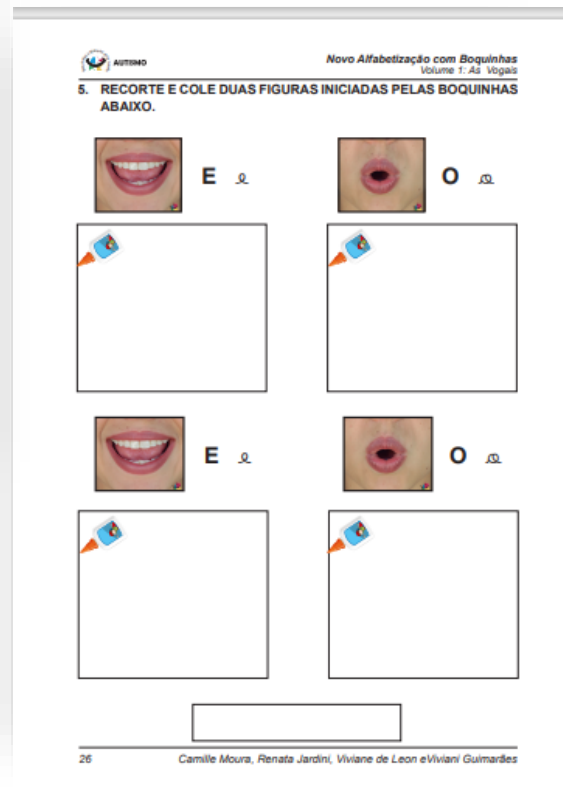 AUTISMO
Novo Alfabetização com Boquinhas
Volume 1: As Vogais
5. RECORTE E COLE DUAS FIGURAS INICIADAS PELAS BOQUINHAS
ABAIXO.
E e O o
E e O o
26 Camille Moura, Renata Jardini, Viviane de Leon eViviani Guimarães